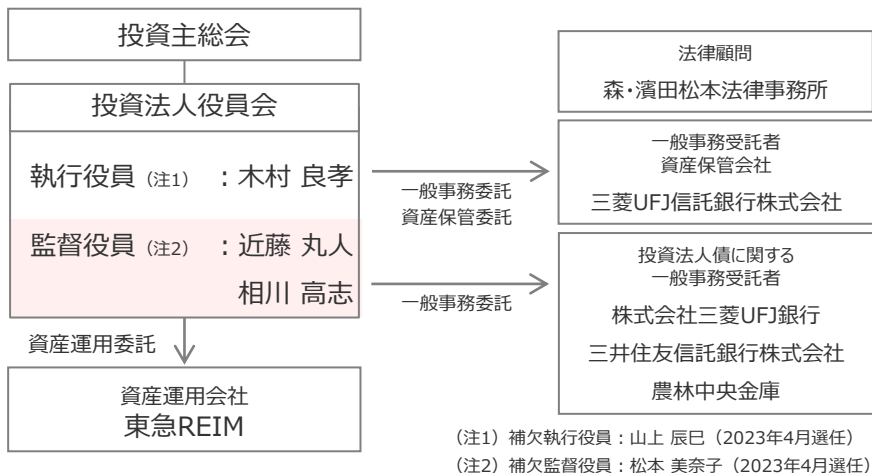 投資主総会
投資法人役員会
執行役員 (注1) ：木村 良孝
監督役員 (注2) ：近藤 丸人
相川 高志
資産運用委託
資産運用会社
東急REIM
一般事務委託
資産保管委託
一般事務委託
法律顧問
森・濱田松本法律事務所
一般事務受託者
資産保管会社
三菱UFJ信託銀行株式会社
投資法人債に関する
一般事務受託者
株式会社三菱UFJ銀行
三井住友信託銀行株式会社
農林中央金庫
(注1) 補欠執行役員：山上 辰巳（2023年4月選任）
(注2) 補欠監督役員：松本 美奈子（2023年4月選任）